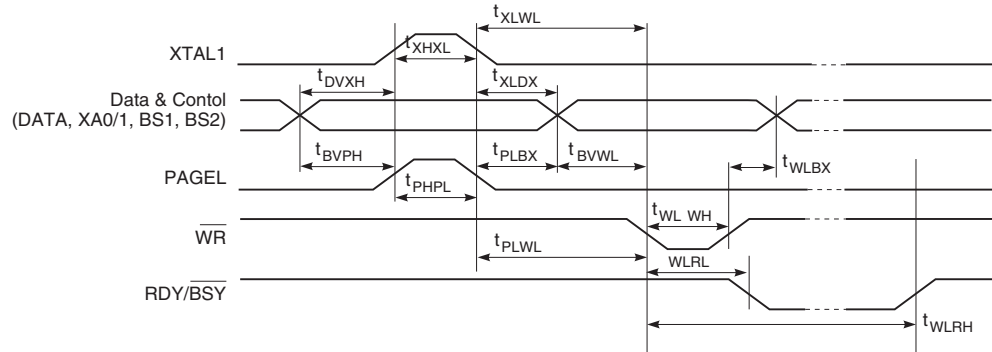 tXLWL
XTAL1
tXHXL
tDVXH
tXLDX
Data & Contol
(DATA, XA0/1, BS1, BS2)
tBVPH
tPLBX
tBVWL
tWLBX
PAGEL
tPHPL
tWL WH
WR
tPLWL
WLRL
RDY/BSY
tWLRH